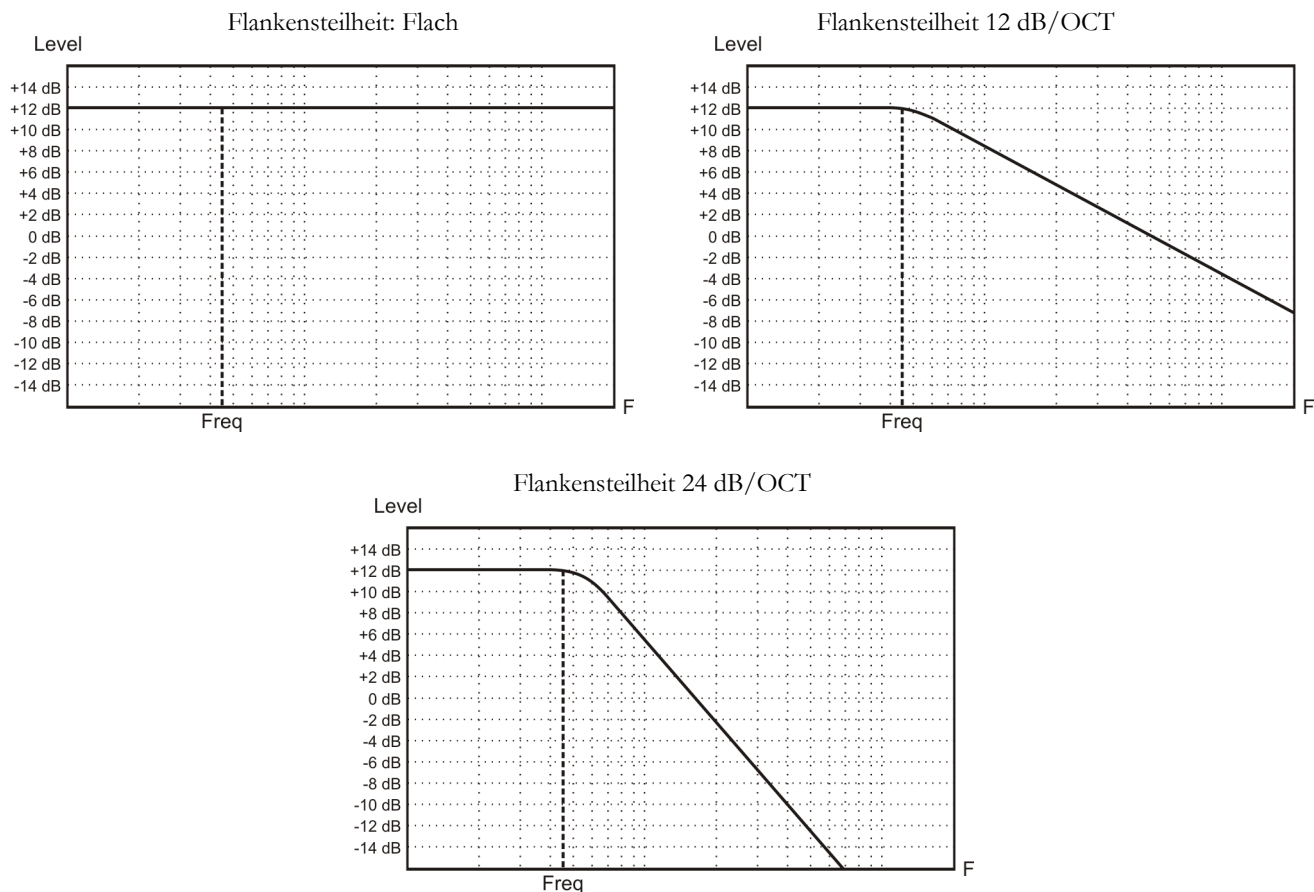 Flankensteilheit: Flach
Level
+14 dB
+12 dB
+10 dB
+8 dB
+6 dB
+4 dB
+2 dB
0 dB
-2 dB
-4 dB
-6 dB
-8 dB
-10 dB
-12 dB
-14 dB
F
Freq
Flankensteilheit 12 dB/OCT
Level
+14 dB
+12 dB
+10 dB
+8 dB
+6 dB
+4 dB
+2 dB
0 dB
-2 dB
-4 dB
-6 dB
-8 dB
-10 dB
-12 dB
-14 dB
F
Freq
Flankensteilheit 24 dB/OCT
Level
+14 dB
+12 dB
+10 dB
+8 dB
+6 dB
+4 dB
+2 dB
0 dB
-2 dB
-4 dB
-6 dB
-8 dB
-10 dB
-12 dB
-14 dB
F
Freq